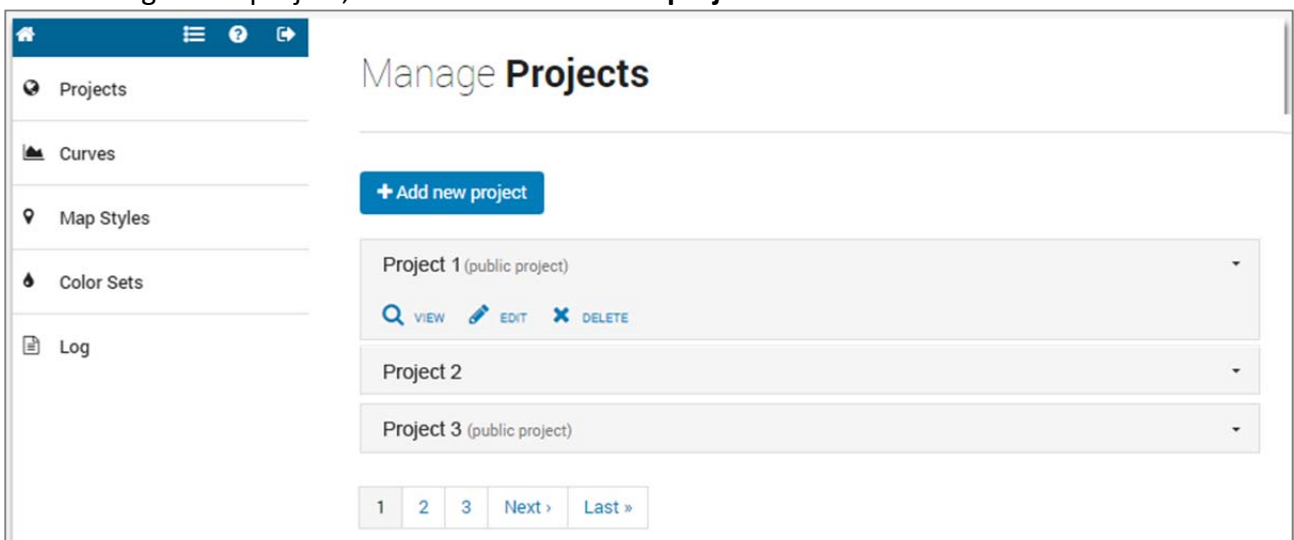 Projects
Curves
Map Styles
Color Sets
Log
Manage Projects
+ Add new project
Project 1 (public project)
VIEW EDIT DELETE
Project 2
Project 3 (public project)
1 2 3 Next › Last »